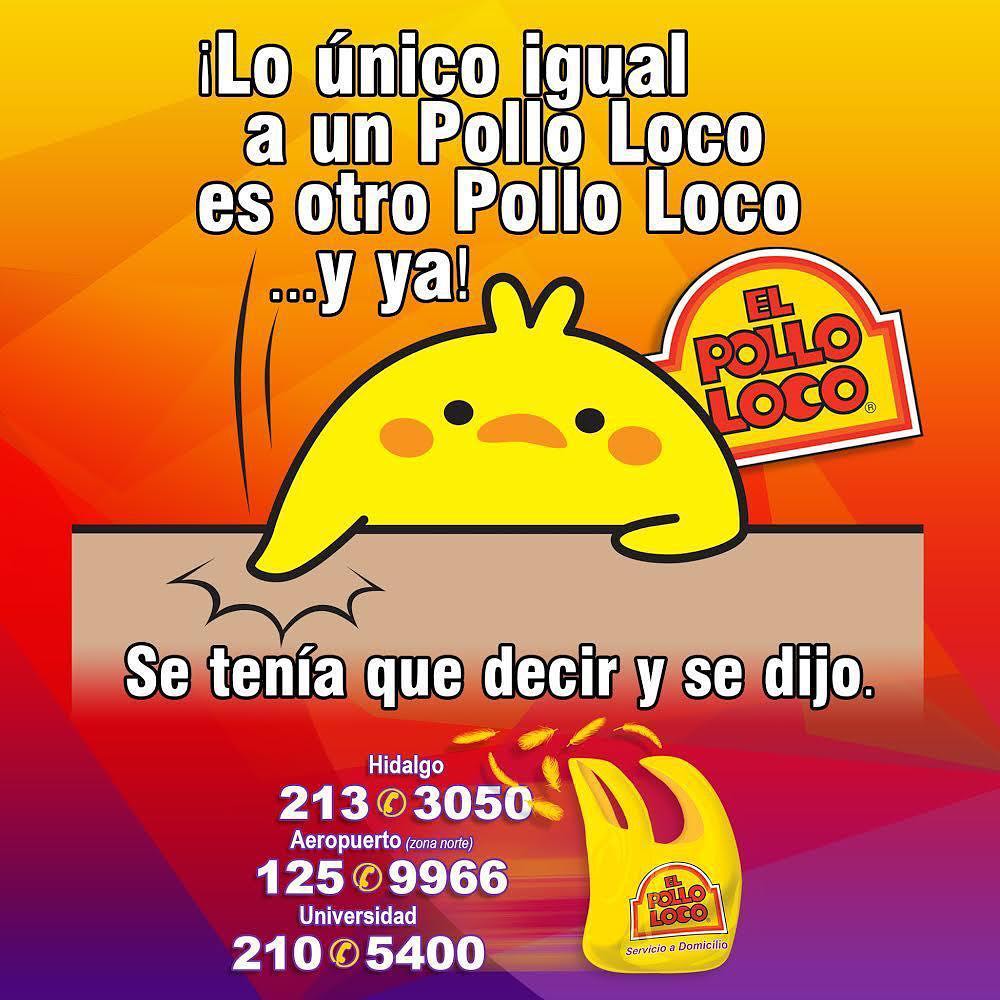 ¡Lo único igual
a un Pollo Loco
es otro Pollo Loco
...y ya!
EL
POLLO
LOCO®
Se tenía que decir y se dijo.
Hidalgo
213 3050
Aeropuerto (zona norte)
125 9966
Universidad
210 5400
EL
POLLO
LOCO
Servicio a Domicilio